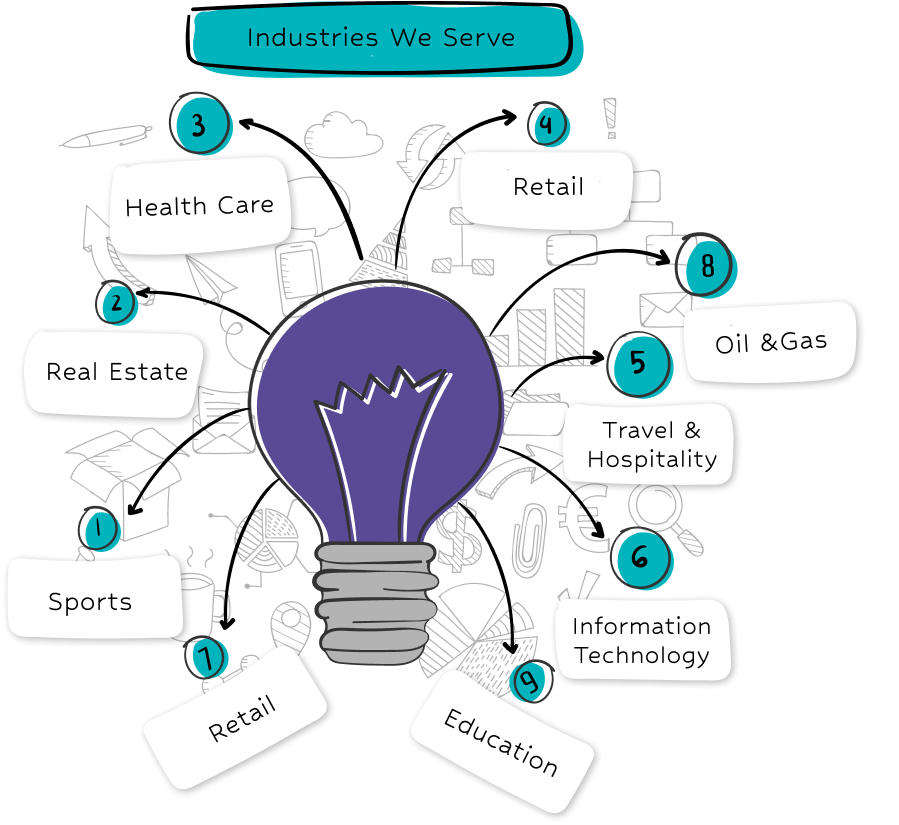 Industries We Serve
3
4
Health Care
Retail
8
2
Oil &Gas
5
Real Estate
Travel &
Hospitality
1
6
Sports
Information
Technology
7
9
Retail
Education